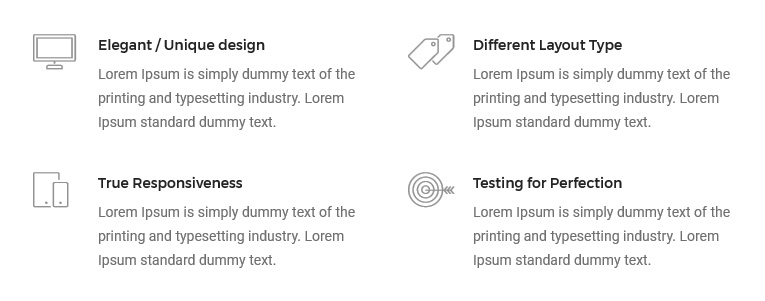 Elegant / Unique design
Lorem Ipsum is simply dummy text of the
printing and typesetting industry. Lorem
Ipsum standard dummy text.
Different Layout Type
Lorem Ipsum is simply dummy text of the
printing and typesetting industry. Lorem
Ipsum standard dummy text.
True Responsiveness
Lorem Ipsum is simply dummy text of the
printing and typesetting industry. Lorem
Ipsum standard dummy text.
Testing for Perfection
Lorem Ipsum is simply dummy text of the
printing and typesetting industry. Lorem
Ipsum standard dummy text.